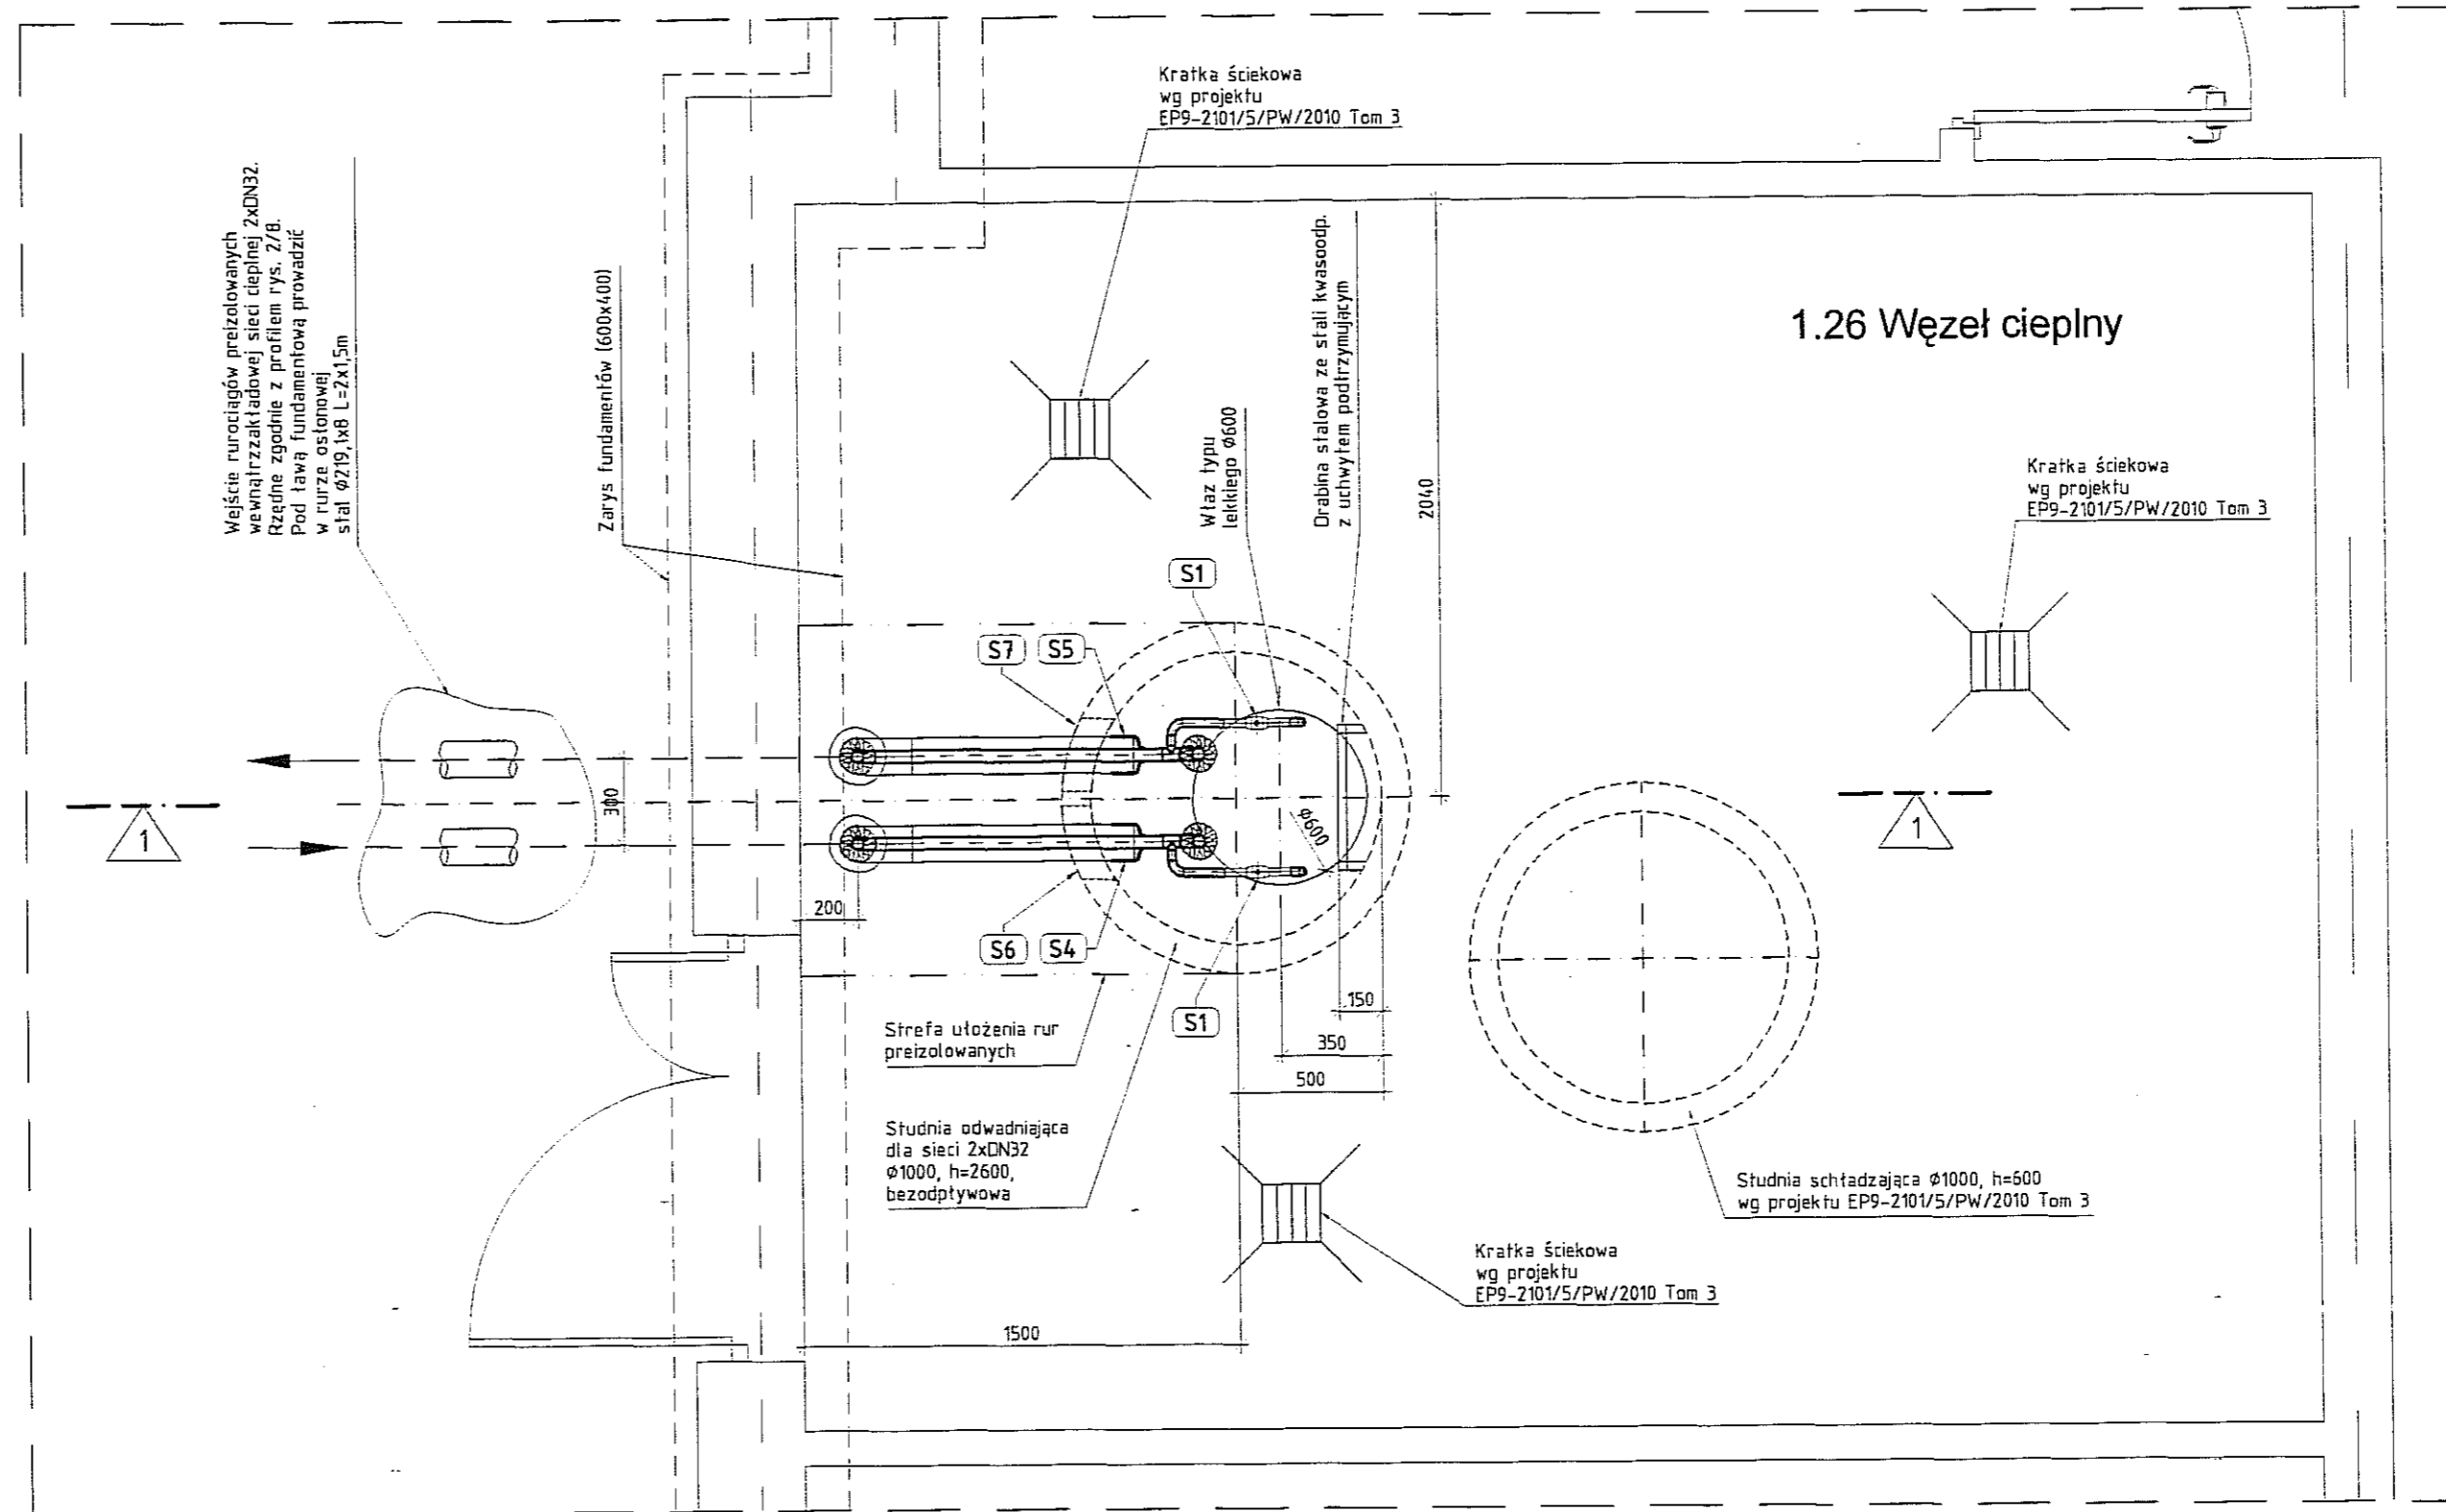 Kratka ściekowa
wg projektu
EP9-2101/5/PW/2010 Tom 3
Wejście rurociągów preizolowanych
wewnątrzzakładowej sieci cieplnej 2xDN32.
Rzędne zgodnie z profilem rys. 2/8.
Pod ławą fundamentową prowadzić
w rurze osłonowej
stal ϕ219,1x8 L=2x1,5m
Zarys fundamentów (600x400)
Właz typu
lekkiego ϕ600
Drabina stalowa ze stali kwasoodp.
z uchwytem podtrzymującym
2040
1.26 Węzeł cieplny
Kratka ściekowa
wg projektu
EP9-2101/5/PW/2010 Tom 3
S1
S7
S5
300
1
1
ϕ600
200
S6
S4
S1
150
350
500
Strefa ułożenia rur
preizolowanych
Studnia odwadniająca
dla sieci 2xDN32
ϕ1000, h=2600,
bezodpływowa
Studnia schładzająca ϕ1000, h=600
wg projektu EP9-2101/5/PW/2010 Tom 3
Kratka ściekowa
wg projektu
EP9-2101/5/PW/2010 Tom 3
1500